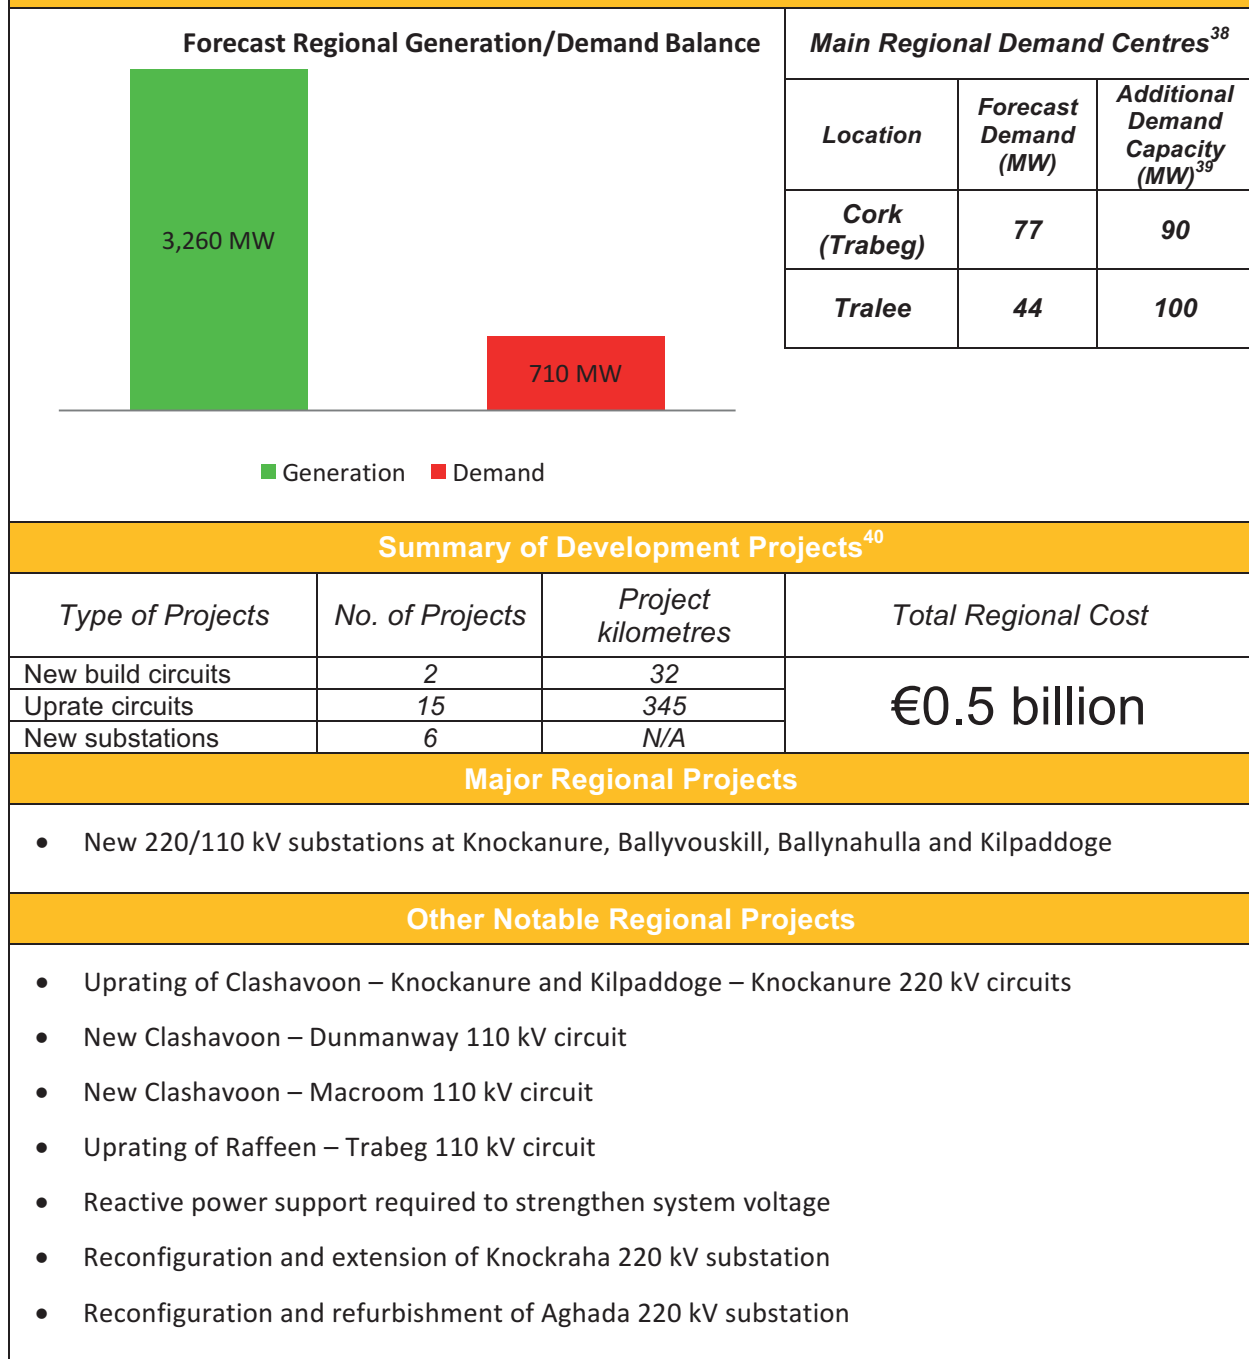 Forecast Regional Generation/Demand Balance
3,260 MW
710 MW
Generation Demand
Main Regional Demand Centres38
Location
Forecast
Demand
(MW)
Additional
Demand
Capacity
(MW)39
Cork
(Trabeg)
77
90
Tralee
44
100
Summary of Development Projects40
Type of Projects
No. of Projects
Project
kilometres
Total Regional Cost
New build circuits
2
32
€0.5 billion
Uprate circuits
15
345
New substations
6
N/A
Major Regional Projects
• New 220/110 kV substations at Knockanure, Ballyvouskill, Ballynahulla and Kilpaddoge
Other Notable Regional Projects
• Uprating of Clashavoon – Knockanure and Kilpaddoge – Knockanure 220 kV circuits
• New Clashavoon – Dunmanway 110 kV circuit
• New Clashavoon – Macroom 110 kV circuit
• Uprating of Raffeen – Trabeg 110 kV circuit
• Reactive power support required to strengthen system voltage
• Reconfiguration and extension of Knockraha 220 kV substation
• Reconfiguration and refurbishment of Aghada 220 kV substation